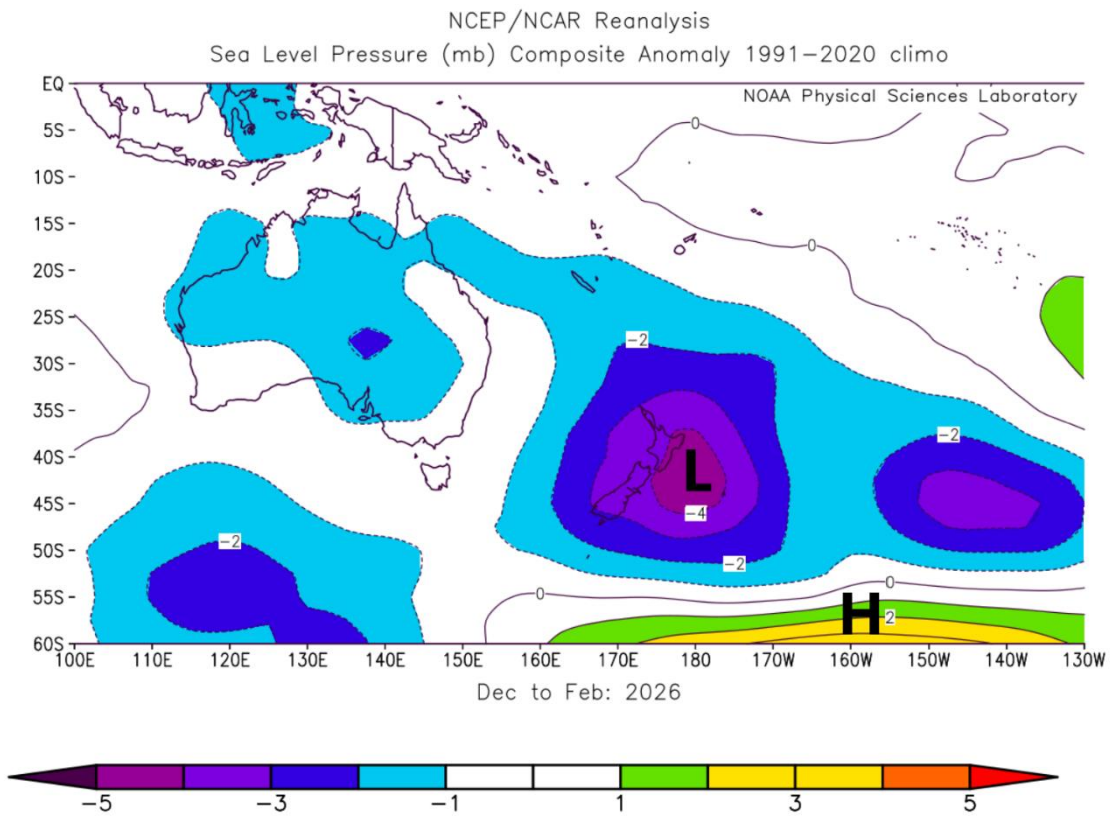 NCEP/NCAR Reanalysis
Sea Level Pressure (mb) Composite Anomaly 1991−2020 climo
EQ
NOAA Physical Sciences Laboratory
0
5S
10S
15S
0
20S
25S
−2
30S
35S
−2
40S
L
45S
−4
−2
50S
−2
0
55S
0
H
2
60S
100E 110E 120E 130E 140E 150E 160E 170E 180 170W 160W 150W 140W 130W
Dec to Feb: 2026
−5 −3 −1 1 3 5